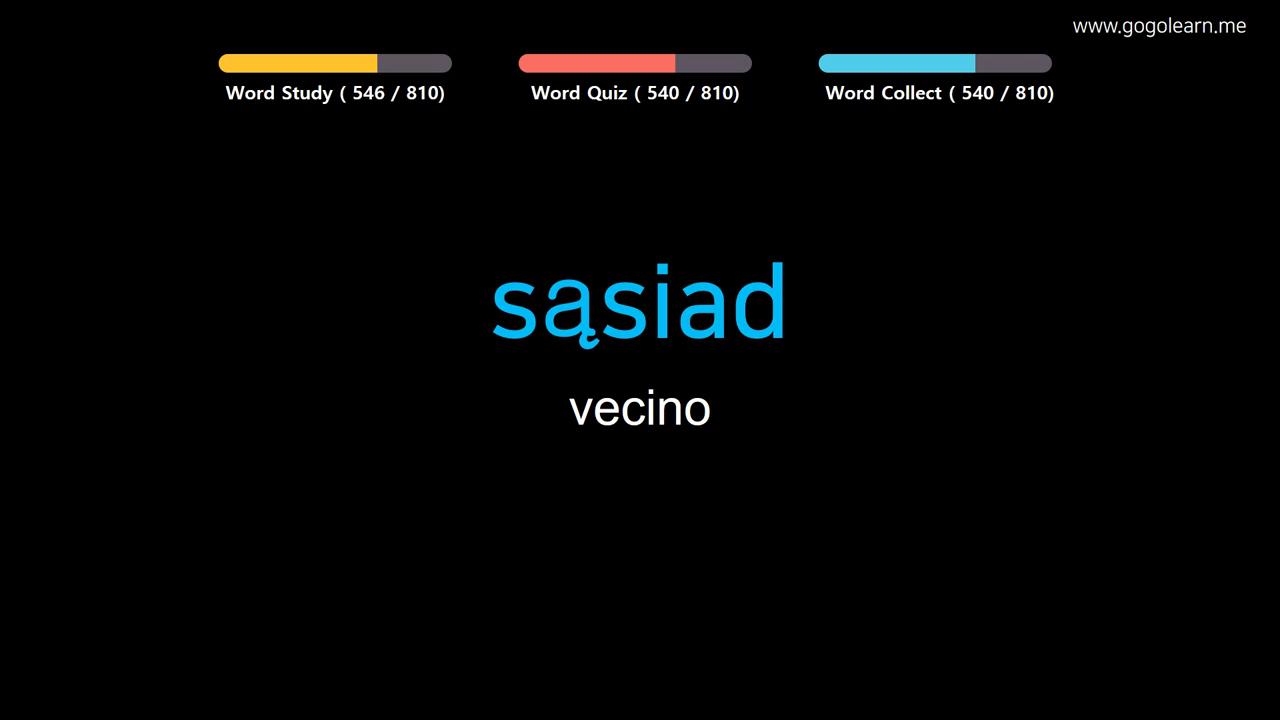 www.gogolearn.me
Word Study ( 546 / 810)
Word Quiz ( 540 / 810)
Word Collect ( 540 / 810)
sąsiad
vecino